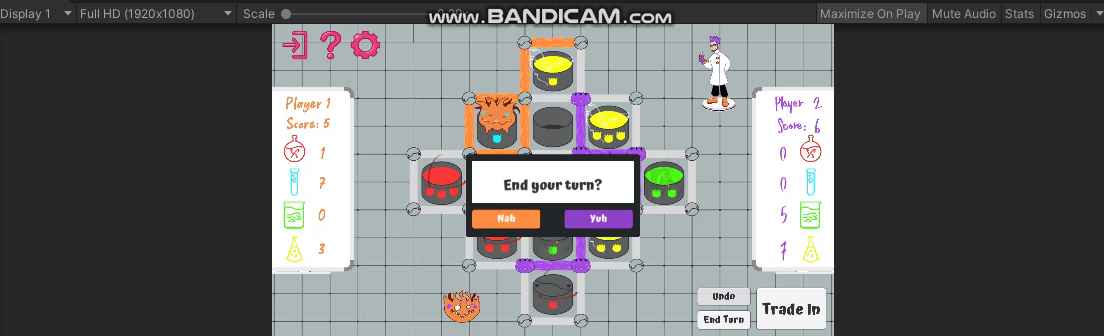 Display 1
Full HD (1920x1080)
Scale
www.BANDICAM.com
Maximize On Play
Mute Audio
Stats
Gizmos
?
Player 1
Score: 5
1
7
0
3
Player 2
Score: 6
0
0
5
7
End your turn?
Nah
Yuh
Undo
End Turn
Trade In